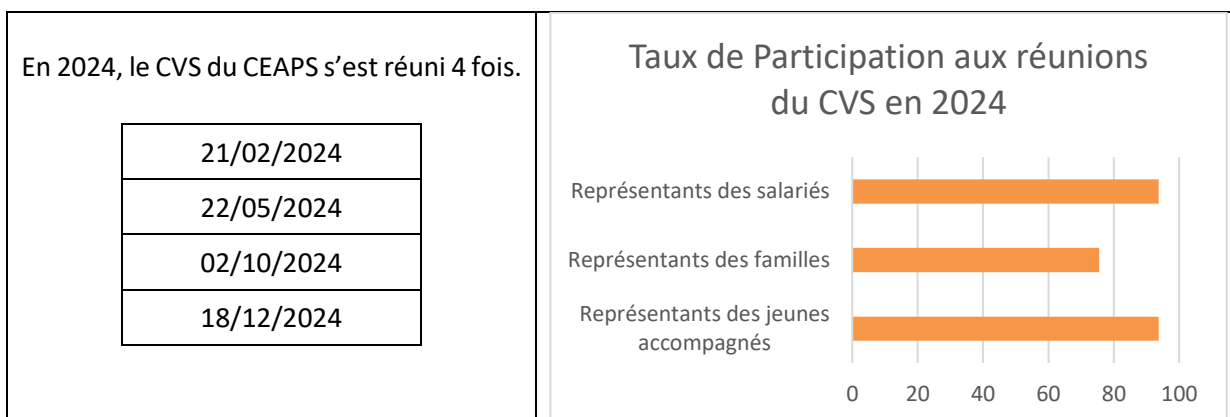 En 2024, le CVS du CEAPS s’est réuni 4 fois.
21/02/2024
22/05/2024
02/10/2024
18/12/2024
Taux de Participation aux réunions
du CVS en 2024
Représentants des salariés
Représentants des familles
Représentants des jeunes
accompagnés
0 20 40 60 80 100